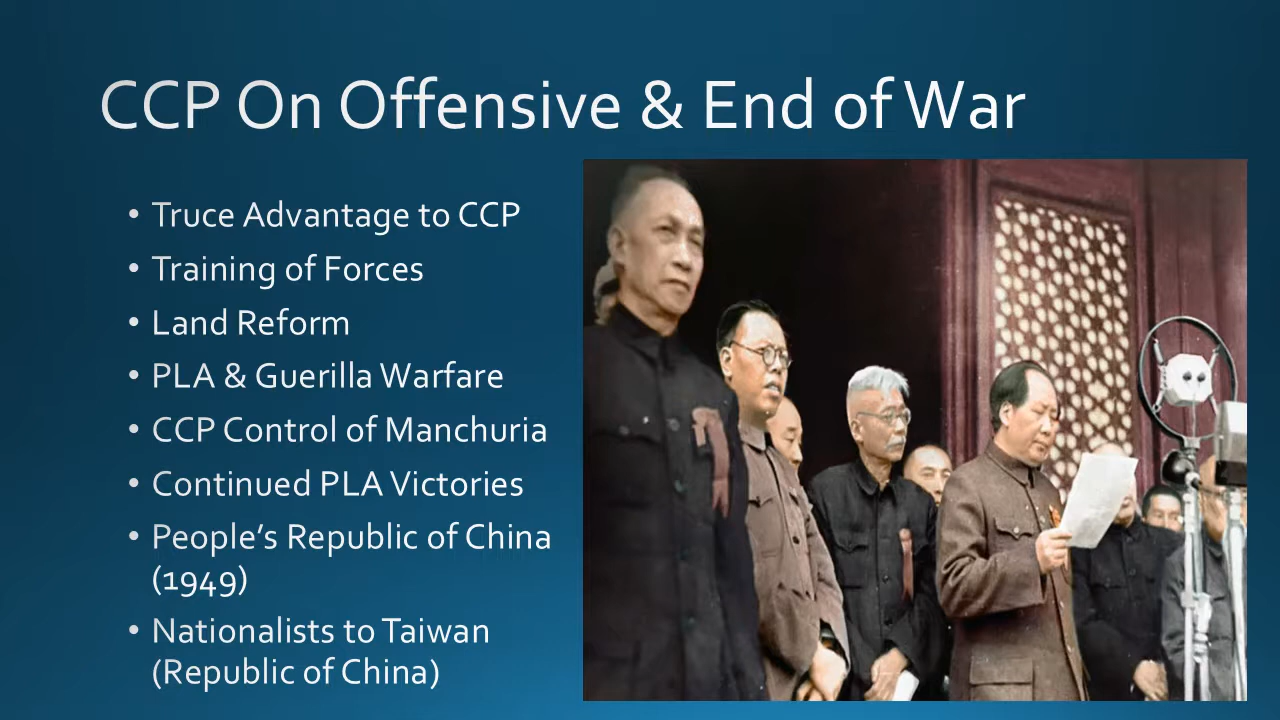 CCP On Offensive & End of War
• Truce Advantage to CCP
• Training of Forces
• Land Reform
• PLA & Guerilla Warfare
• CCP Control of Manchuria
• Continued PLA Victories
• People’s Republic of China
(1949)
• Nationalists to Taiwan
(Republic of China)